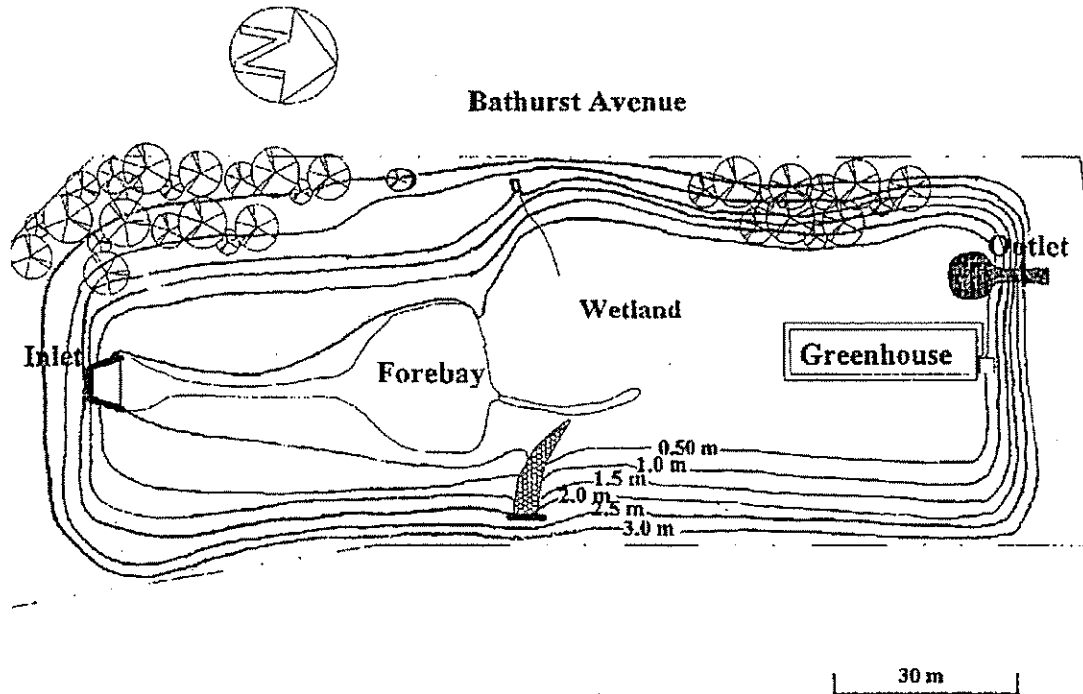 N
Bathurst Avenue
Outlet
Wetland
Inlet
Forebay
Greenhouse
0.50 m
1.0 m
1.5 m
2.0 m
2.5 m
3.0 m
30 m